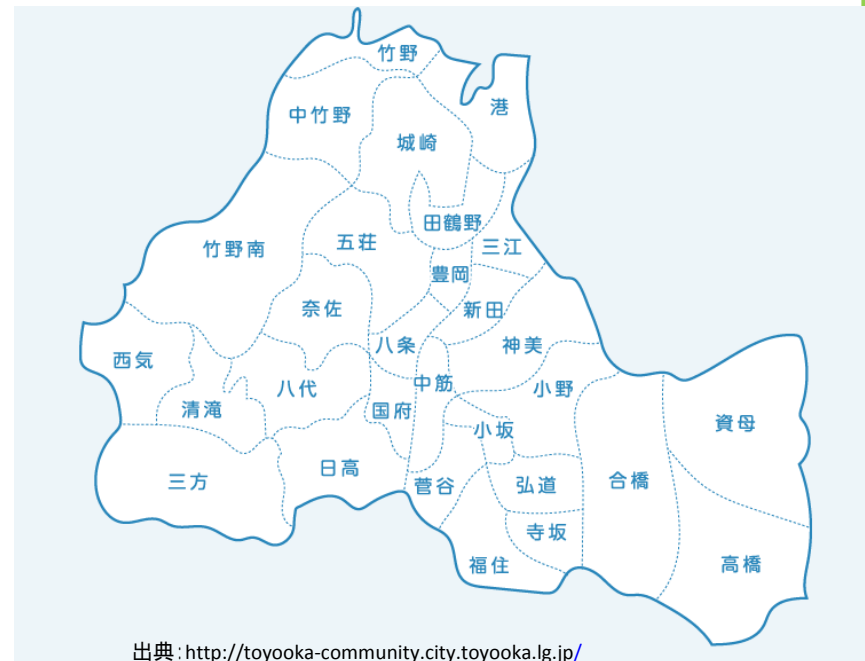 竹野
港
中竹野
城崎
田鶴野
五荘
三江
竹野南
豊岡
奈佐
新田
八条
神美
西気
中筋
八代
小野
清滝
国府
資母
小坂
日高
三方
菅谷
弘道
合橋
寺坂
福住
高橋
出典:http://toyooka-community.city.toyooka.lg.jp/